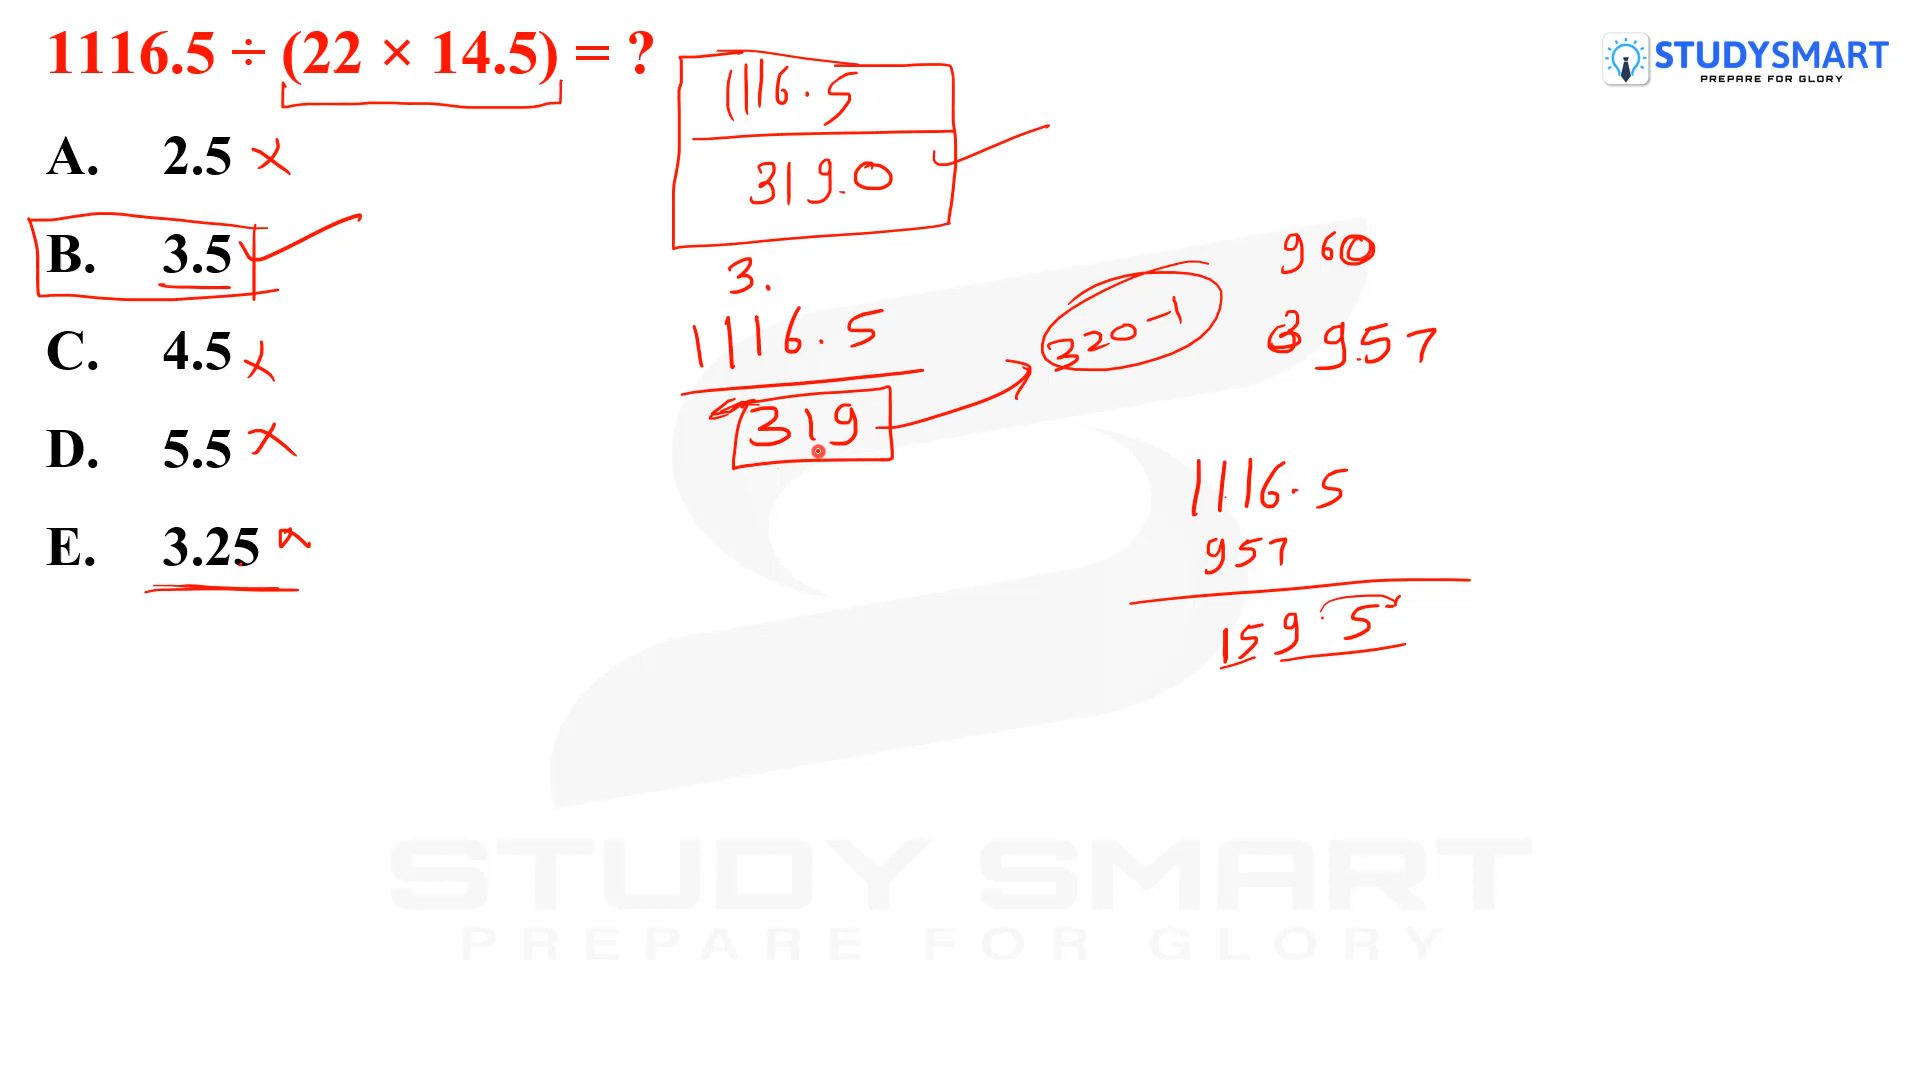 1116.5 ÷ (22 × 14.5) = ?
STUDYSMART
PREPARE FOR GLORY
A. 2.5 ×
B. 3.5
C. 4.5 ×
D. 5.5 ×
E. 3.25 ×
1116.5
319.0
3.
1116.5
319
320-1
960
3 957
1116.5
957
159.5
STUDY SMART
PREPARE FOR GLORY